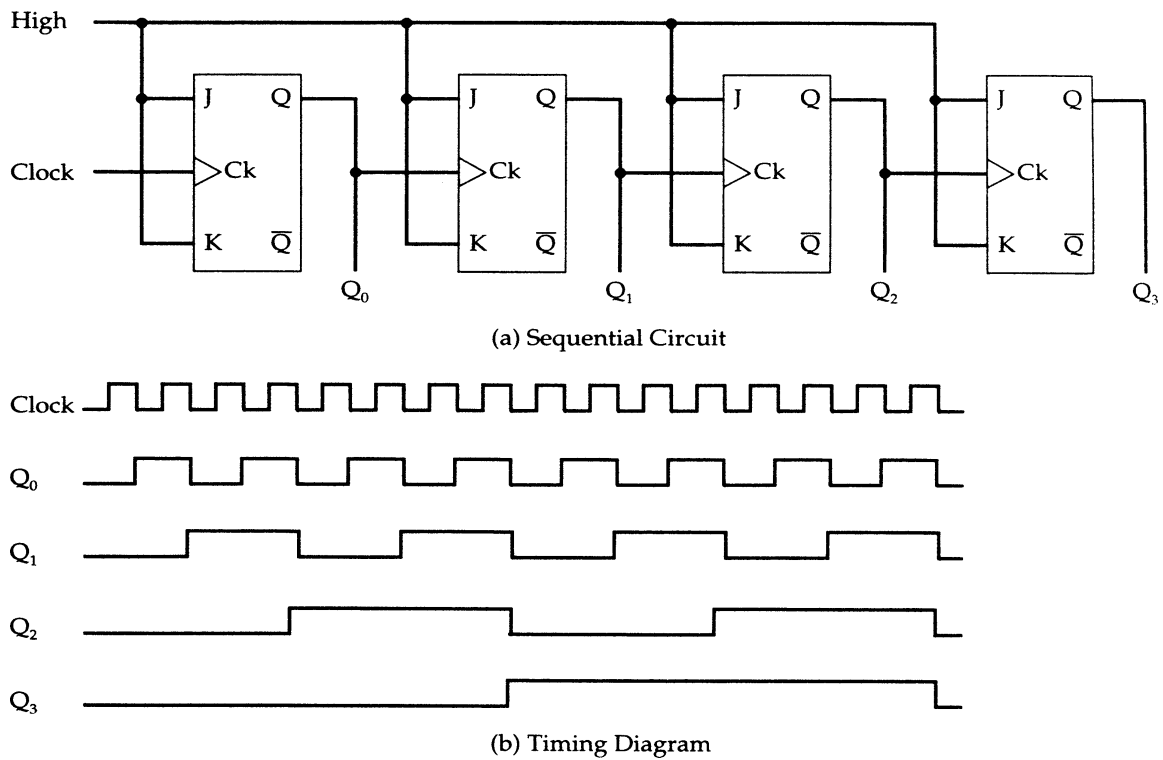 High
J Q J Q J Q J Q
Clock Ck Ck Ck Ck
K Q̅ K Q̅ K Q̅ K Q̅
Q₀ Q₁ Q₂ Q₃
(a) Sequential Circuit
Clock
Q₀
Q₁
Q₂
Q₃
(b) Timing Diagram